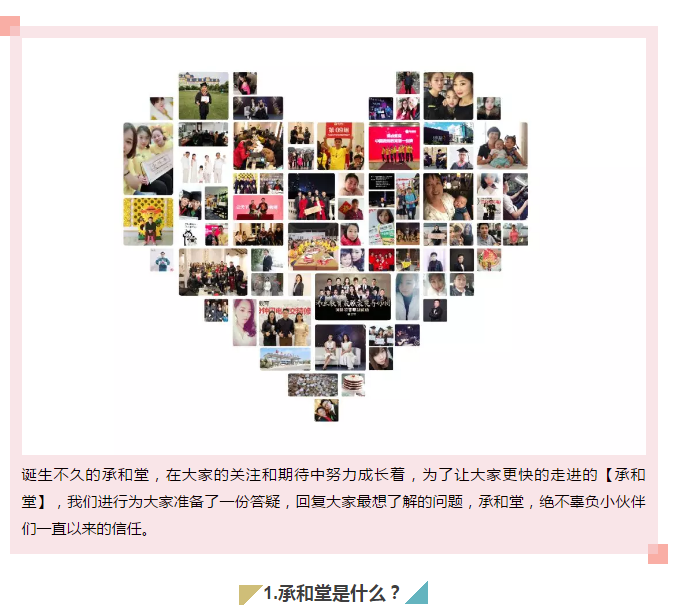 诞生不久的承和堂，在大家的关注和期待中努力成长着，为了让大家更快的走进的【承和
堂】，我们进行为大家准备了一份答疑，回复大家最想了解的问题，承和堂，绝不辜负小伙伴
们一直以来的信任。
1.承和堂是什么？